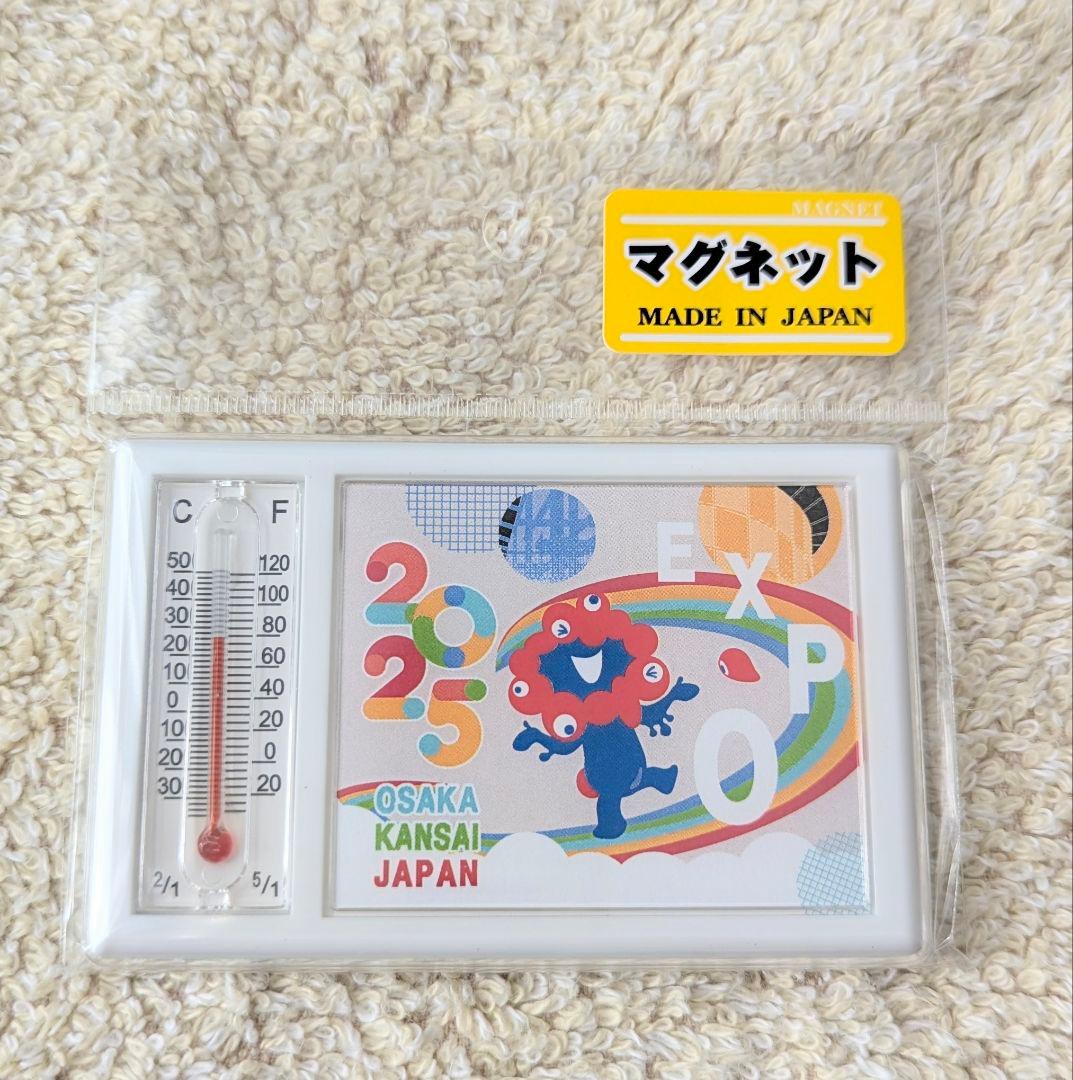 MAGNET
マグネット
MADE IN JAPAN
C F
50 120
40 100
30 80
20 60
10 40
0 20
10 0
20 20
30
2/1 5/1
2025
EXPO
OSAKA
KANSAI
JAPAN